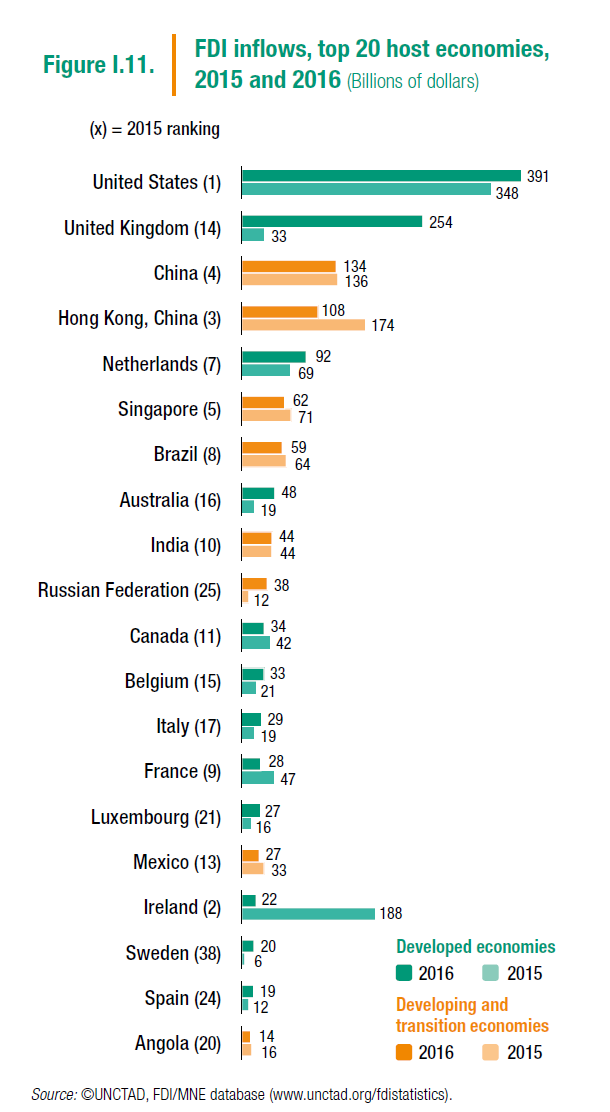 Figure I.11.
FDI inflows, top 20 host economies,
2015 and 2016 (Billions of dollars)
(x) = 2015 ranking
United States (1)
391
348
United Kingdom (14)
254
33
China (4)
134
136
Hong Kong, China (3)
108
174
Netherlands (7)
92
69
Singapore (5)
62
71
Brazil (8)
59
64
Australia (16)
48
19
India (10)
44
44
Russian Federation (25)
38
12
Canada (11)
34
42
Belgium (15)
33
21
Italy (17)
29
19
France (9)
28
47
Luxembourg (21)
27
16
Mexico (13)
27
33
Ireland (2)
22
188
Sweden (38)
20
6
Spain (24)
19
12
Angola (20)
14
16
Developed economies
2016 2015
Developing and
transition economies
2016 2015
Source: ©UNCTAD, FDI/MNE database (www.unctad.org/fdistatistics).